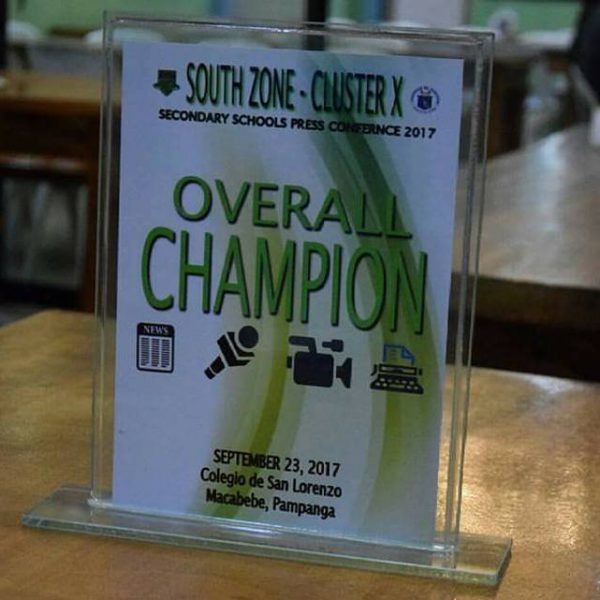 SOUTH ZONE - CLUSTER X
SECONDARY SCHOOLS PRESS CONFERNCE 2017
OVERALL
CHAMPION
NEWS
SEPTEMBER 23, 2017
Colegio de San Lorenzo
Macabebe, Pampanga